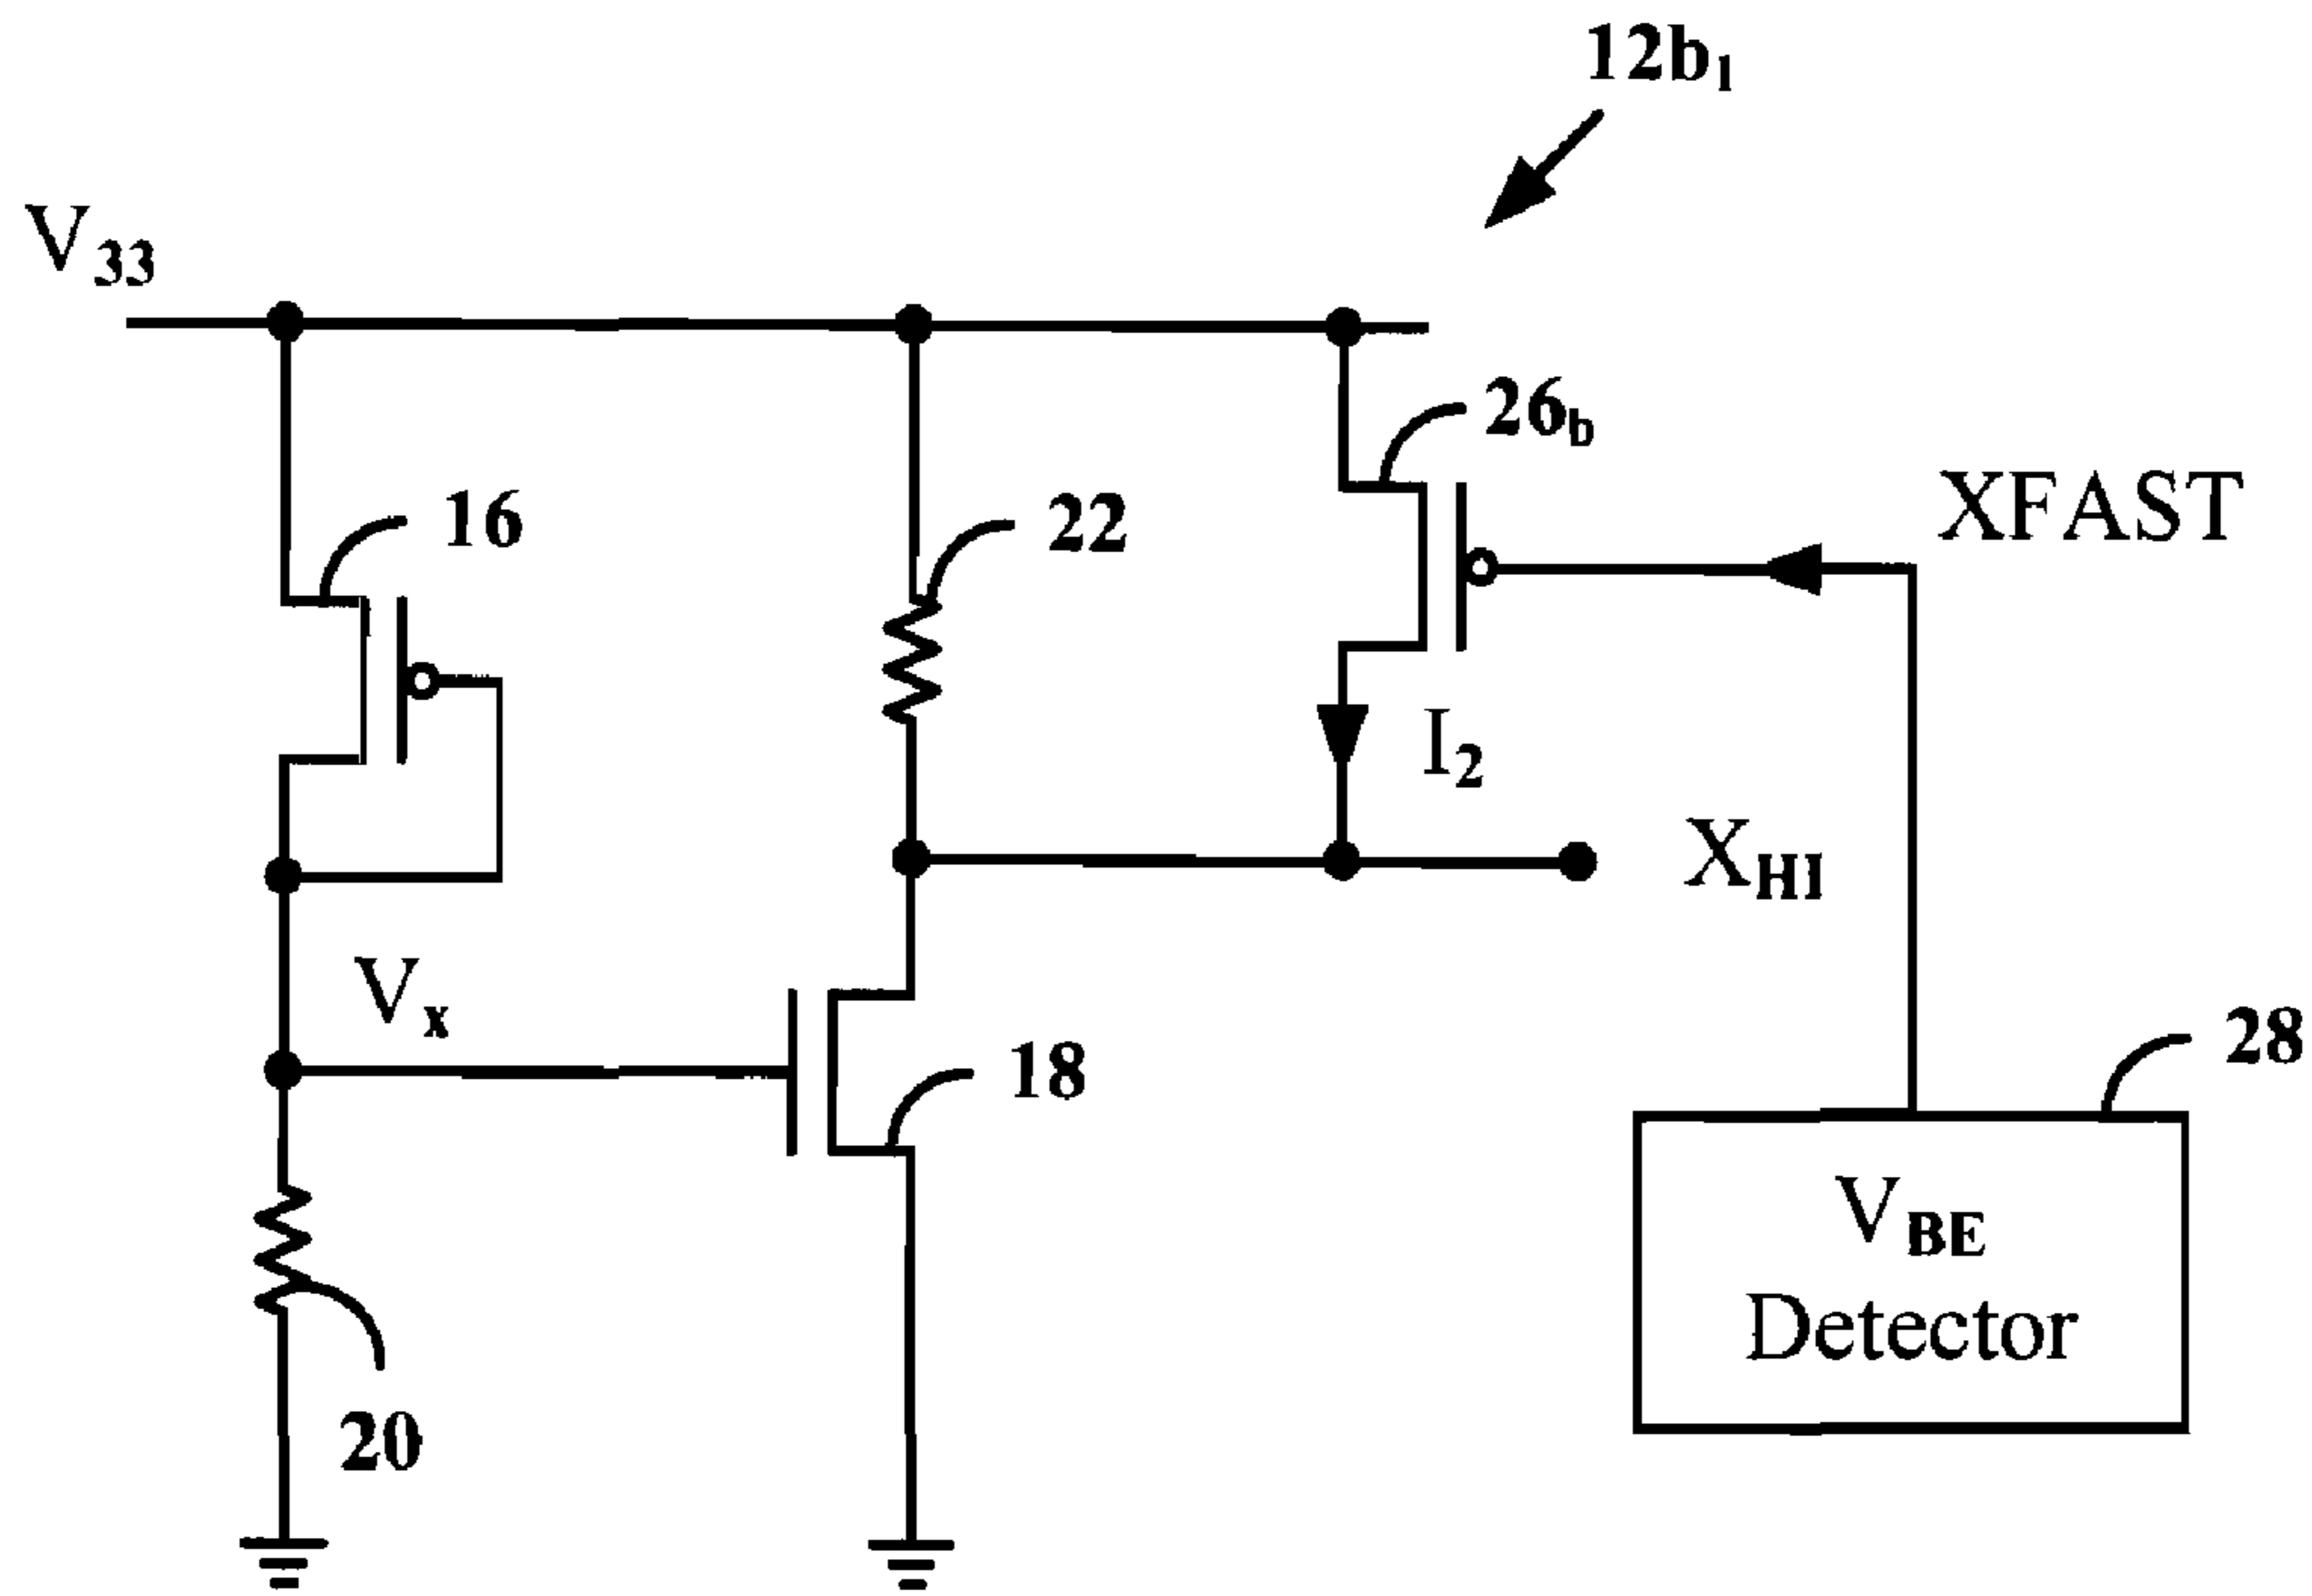 12b1
V33
26b
XFAST
16
22
I2
XHI
Vx
18
28
VBE
Detector
20